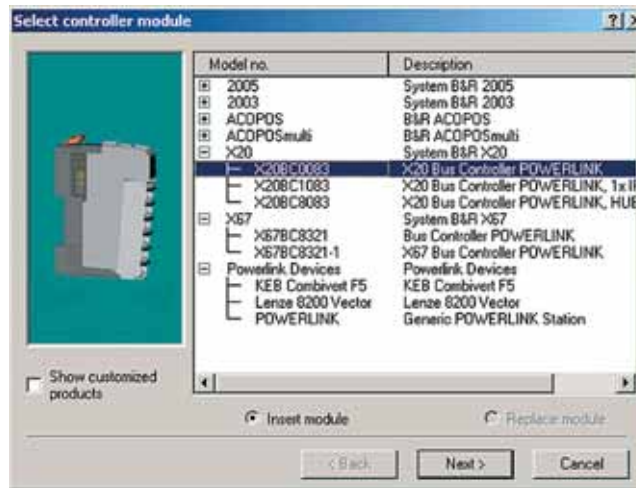 Select controller module
Model no. Description
2005 System B&R 2005
2003 System B&R 2003
ACOPOS B&R ACOPOS
ACOPOSmulti B&R ACOPOSmulti
X20 System B&R X20
X20BC0083 X20 Bus Controller POWERLINK
X20BC1083 X20 Bus Controller POWERLINK, 1x
X20BC8083 X20 Bus Controller POWERLINK, HUB
X67 System B&R X67
X67BC8321 Bus Controller POWERLINK
X67BC8321-1 X67 Bus Controller POWERLINK
Powerlink Devices Powerlink Devices
KEB Combivert F5 KEB Combivert F5
Lenze 8200 Vector Lenze 8200 Vector
POWERLINK Generic POWERLINK Station
Show customized
products
Insert module Replace module
< Back Next > Cancel